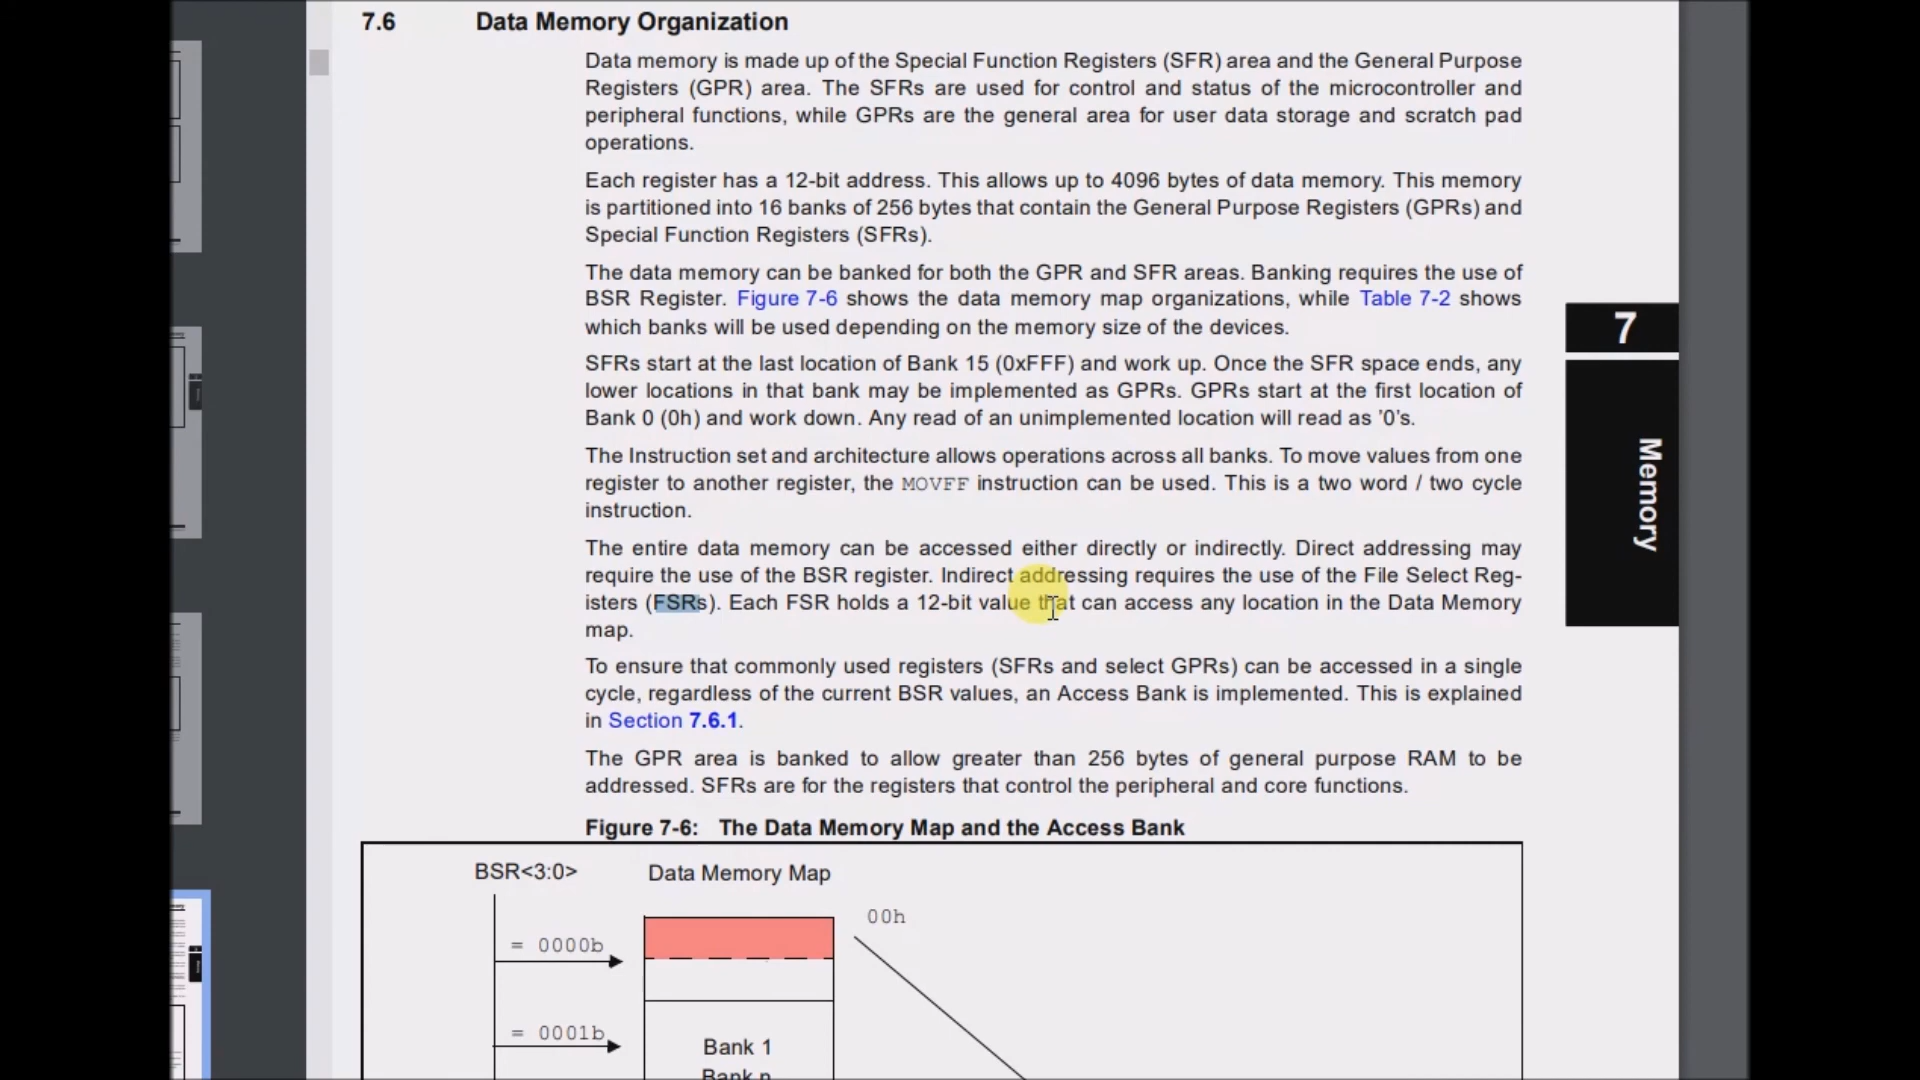 7.6 Data Memory Organization
Data memory is made up of the Special Function Registers (SFR) area and the General Purpose
Registers (GPR) area. The SFRs are used for control and status of the microcontroller and
peripheral functions, while GPRs are the general area for user data storage and scratch pad
operations.
Each register has a 12-bit address. This allows up to 4096 bytes of data memory. This memory
is partitioned into 16 banks of 256 bytes that contain the General Purpose Registers (GPRs) and
Special Function Registers (SFRs).
The data memory can be banked for both the GPR and SFR areas. Banking requires the use of
BSR Register. Figure 7-6 shows the data memory map organizations, while Table 7-2 shows
which banks will be used depending on the memory size of the devices.
SFRs start at the last location of Bank 15 (0xFFF) and work up. Once the SFR space ends, any
lower locations in that bank may be implemented as GPRs. GPRs start at the first location of
Bank 0 (0h) and work down. Any read of an unimplemented location will read as ’0’s.
The Instruction set and architecture allows operations across all banks. To move values from one
register to another register, the MOVFF instruction can be used. This is a two word / two cycle
instruction.
The entire data memory can be accessed either directly or indirectly. Direct addressing may
require the use of the BSR register. Indirect addressing requires the use of the File Select Reg-
isters (FSRs). Each FSR holds a 12-bit value that can access any location in the Data Memory
map.
To ensure that commonly used registers (SFRs and select GPRs) can be accessed in a single
cycle, regardless of the current BSR values, an Access Bank is implemented. This is explained
in Section 7.6.1.
The GPR area is banked to allow greater than 256 bytes of general purpose RAM to be
addressed. SFRs are for the registers that control the peripheral and core functions.
Figure 7-6: The Data Memory Map and the Access Bank
BSR<3:0> Data Memory Map
00h
= 0000b
= 0001b
Bank 1
Bank n
7
Memory